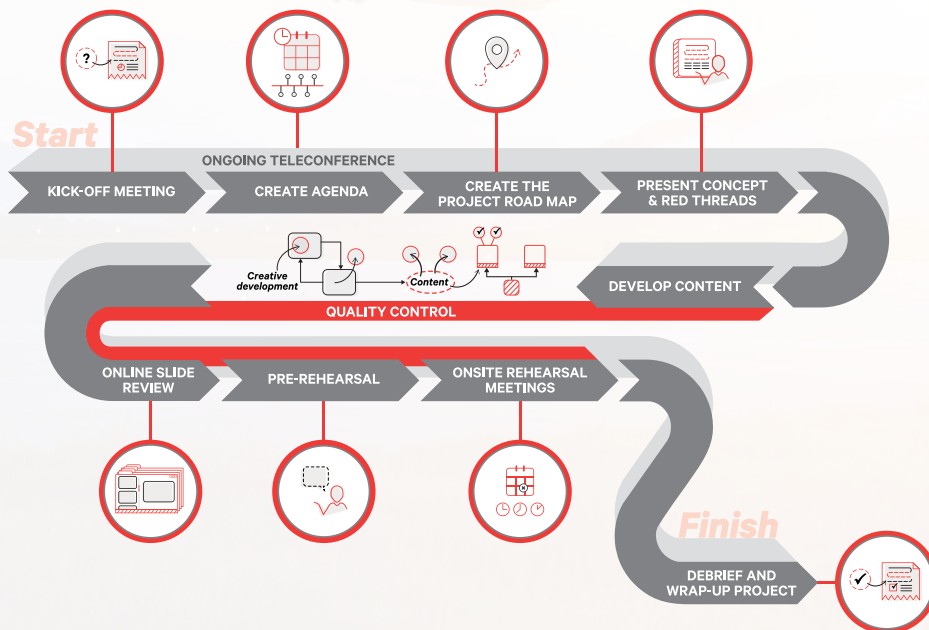 ?
Start
ONGOING TELECONFERENCE
KICK-OFF MEETING
CREATE AGENDA
CREATE THE
PROJECT ROAD MAP
PRESENT CONCEPT
& RED THREADS
Creative
development
Content
DEVELOP CONTENT
QUALITY CONTROL
ONLINE SLIDE
REVIEW
PRE-REHEARSAL
ONSITE REHEARSAL
MEETINGS
Finish
DEBRIEF AND
WRAP-UP PROJECT